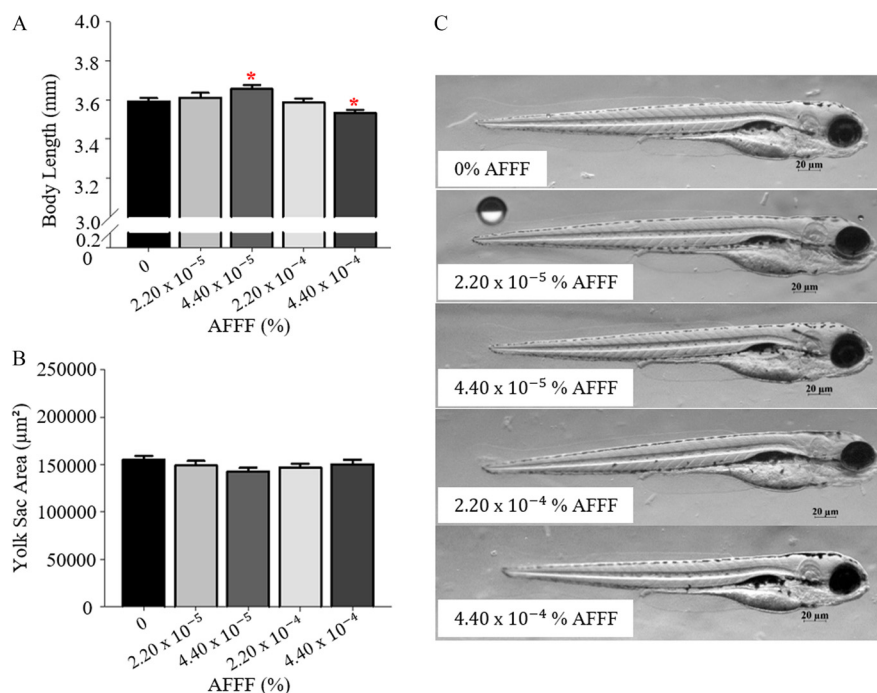 A
4.0
3.8
3.6
3.4
3.2
3.0
0.2
0
Body Length (mm)
*
*
0
2.20 x 10⁻⁵
4.40 x 10⁻⁵
2.20 x 10⁻⁴
4.40 x 10⁻⁴
AFFF (%)
B
250000
200000
150000
100000
50000
0
Yolk Sac Area (µm²)
0
2.20 x 10⁻⁵
4.40 x 10⁻⁵
2.20 x 10⁻⁴
4.40 x 10⁻⁴
AFFF (%)
C
20 µm
0% AFFF
20 µm
2.20 x 10⁻⁵ % AFFF
20 µm
4.40 x 10⁻⁵ % AFFF
20 µm
2.20 x 10⁻⁴ % AFFF
20 µm
4.40 x 10⁻⁴ % AFFF